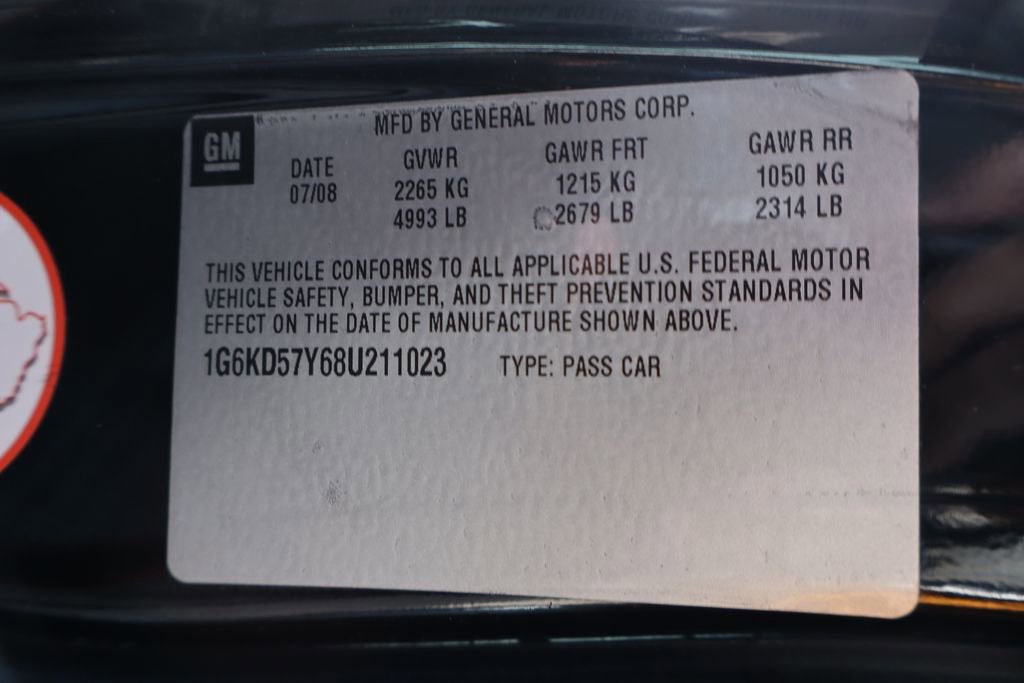 MFD BY GENERAL MOTORS CORP.
GM
DATE GVWR GAWR FRT GAWR RR
07/08 2265 KG 1215 KG 1050 KG
4993 LB 2679 LB 2314 LB
THIS VEHICLE CONFORMS TO ALL APPLICABLE U.S. FEDERAL MOTOR
VEHICLE SAFETY, BUMPER, AND THEFT PREVENTION STANDARDS IN
EFFECT ON THE DATE OF MANUFACTURE SHOWN ABOVE.
1G6KD57Y68U211023 TYPE: PASS CAR